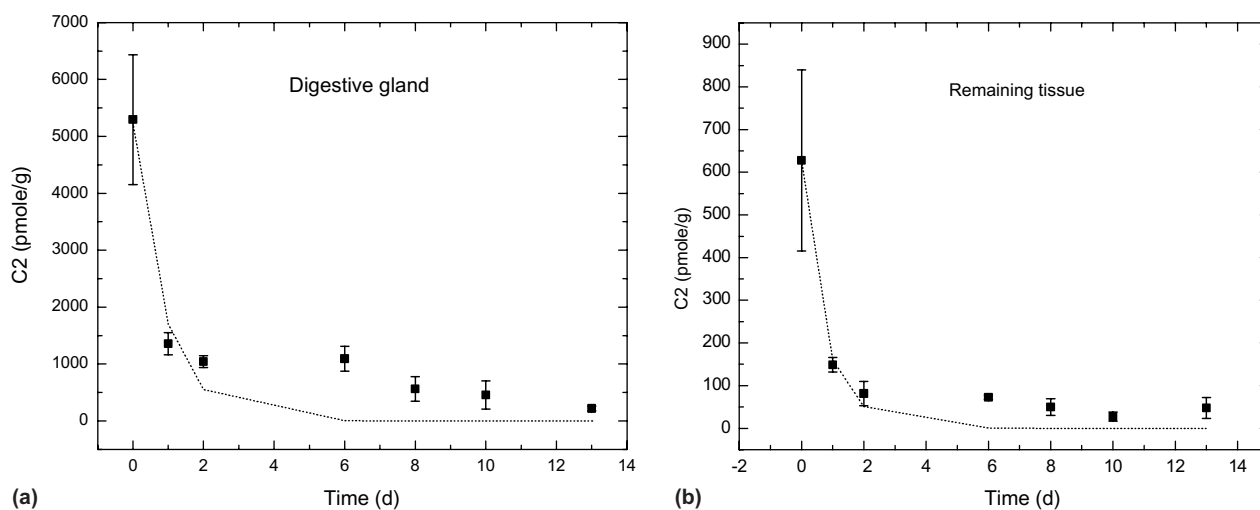 7000
6000
5000
4000
3000
2000
1000
0
C2 (pmole/g)
Digestive gland
0 2 4 6 8 10 12 14
Time (d)
(a)
900
800
700
600
500
400
300
200
100
0
C2 (pmole/g)
Remaining tissue
-2 0 2 4 6 8 10 12 14
Time (d)
(b)